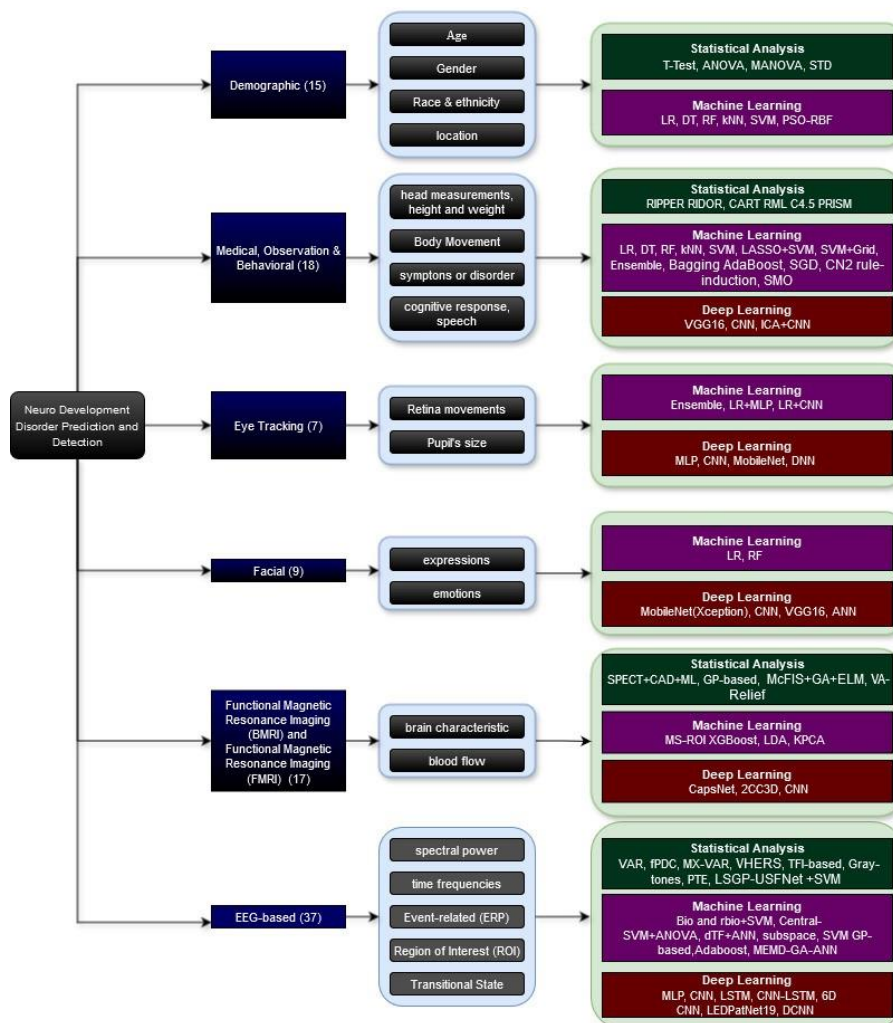 Neuro Development
Disorder Prediction and
Detection
Demographic (15)
Age
Gender
Race & ethnicity
location
Statistical Analysis
T-Test, ANOVA, MANOVA, STD
Machine Learning
LR, DT, RF, kNN, SVM, PSO-RBF
Medical, Observation &
Behavioral (18)
head measurements,
height and weight
Body Movement
symptons or disorder
cognitive response,
speech
Statistical Analysis
RIPPER RIDOR, CART RML C4.5 PRISM
Machine Learning
LR, DT, RF, kNN, SVM, LASSO+SVM, SVM+Grid,
Ensemble, Bagging AdaBoost, SGD, CN2 rule-
induction, SMO
Deep Learning
VGG16, CNN, ICA+CNN
Eye Tracking (7)
Retina movements
Pupil's size
Machine Learning
Ensemble, LR+MLP, LR+CNN
Deep Learning
MLP, CNN, MobileNet, DNN
Facial (9)
expressions
emotions
Machine Learning
LR, RF
Deep Learning
MobileNet(Xception), CNN, VGG16, ANN
Functional Magnetic
Resonance Imaging
(BMRI) and
Functional Magnetic
Resonance Imaging
(FMRI) (17)
brain characteristic
blood flow
Statistical Analysis
SPECT+CAD+ML, GP-based, McFIS+GA+ELM, VA-
Relief
Machine Learning
MS-ROI XGBoost, LDA, KPCA
Deep Learning
CapsNet, 2CC3D, CNN
EEG-based (37)
spectral power
time frequencies
Event-related (ERP)
Region of Interest (ROI)
Transitional State
Statistical Analysis
VAR, fPDC, MX-VAR, VHERS, TFI-based, Gray-
tones, PTE, LSGP-USFNet +SVM
Machine Learning
Bio and rbio+SVM, Central-
SVM+ANOVA, dTF+ANN, subspace, SVM GP-
based,Adaboost, MEMD-GA-ANN
Deep Learning
MLP, CNN, LSTM, CNN-LSTM, 6D
CNN, LEDPatNet19, DCNN